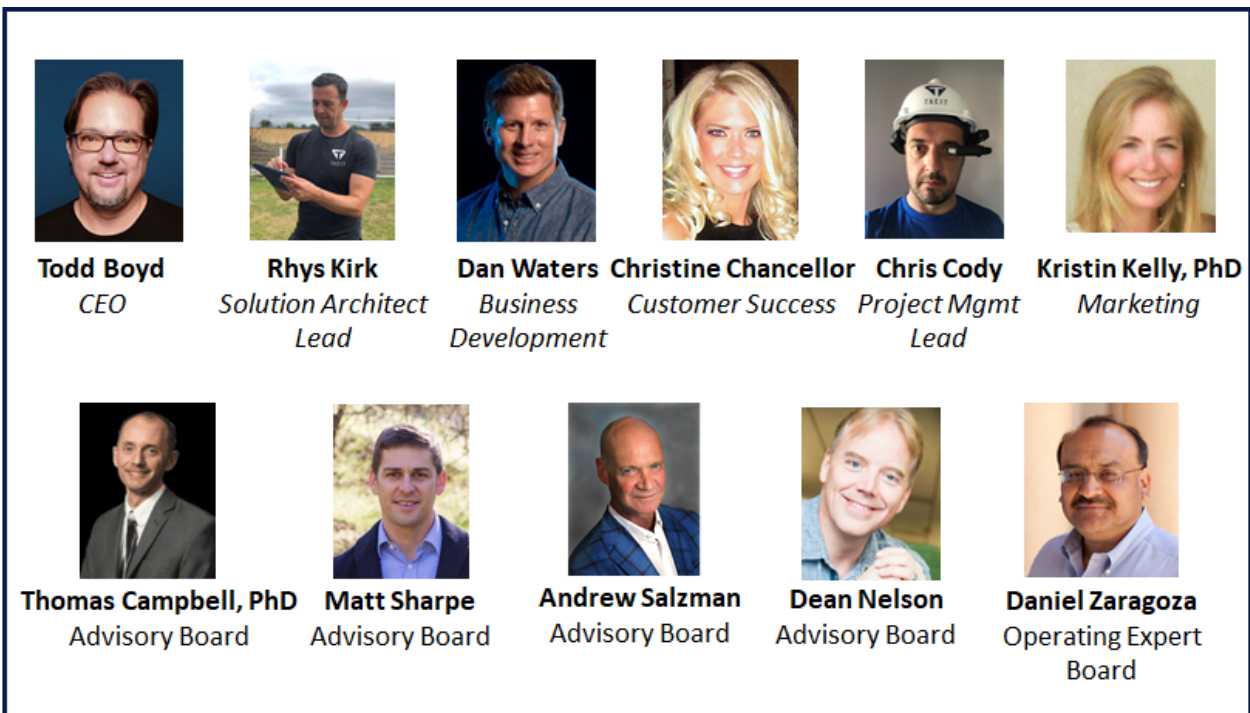 TRUIT
TRUIT
Todd Boyd
CEO
Rhys Kirk
Solution Architect
Lead
Dan Waters
Business
Development
Christine Chancellor
Customer Success
Chris Cody
Project Mgmt
Lead
Kristin Kelly, PhD
Marketing
Thomas Campbell, PhD
Advisory Board
Matt Sharpe
Advisory Board
Andrew Salzman
Advisory Board
Dean Nelson
Advisory Board
Daniel Zaragoza
Operating Expert
Board